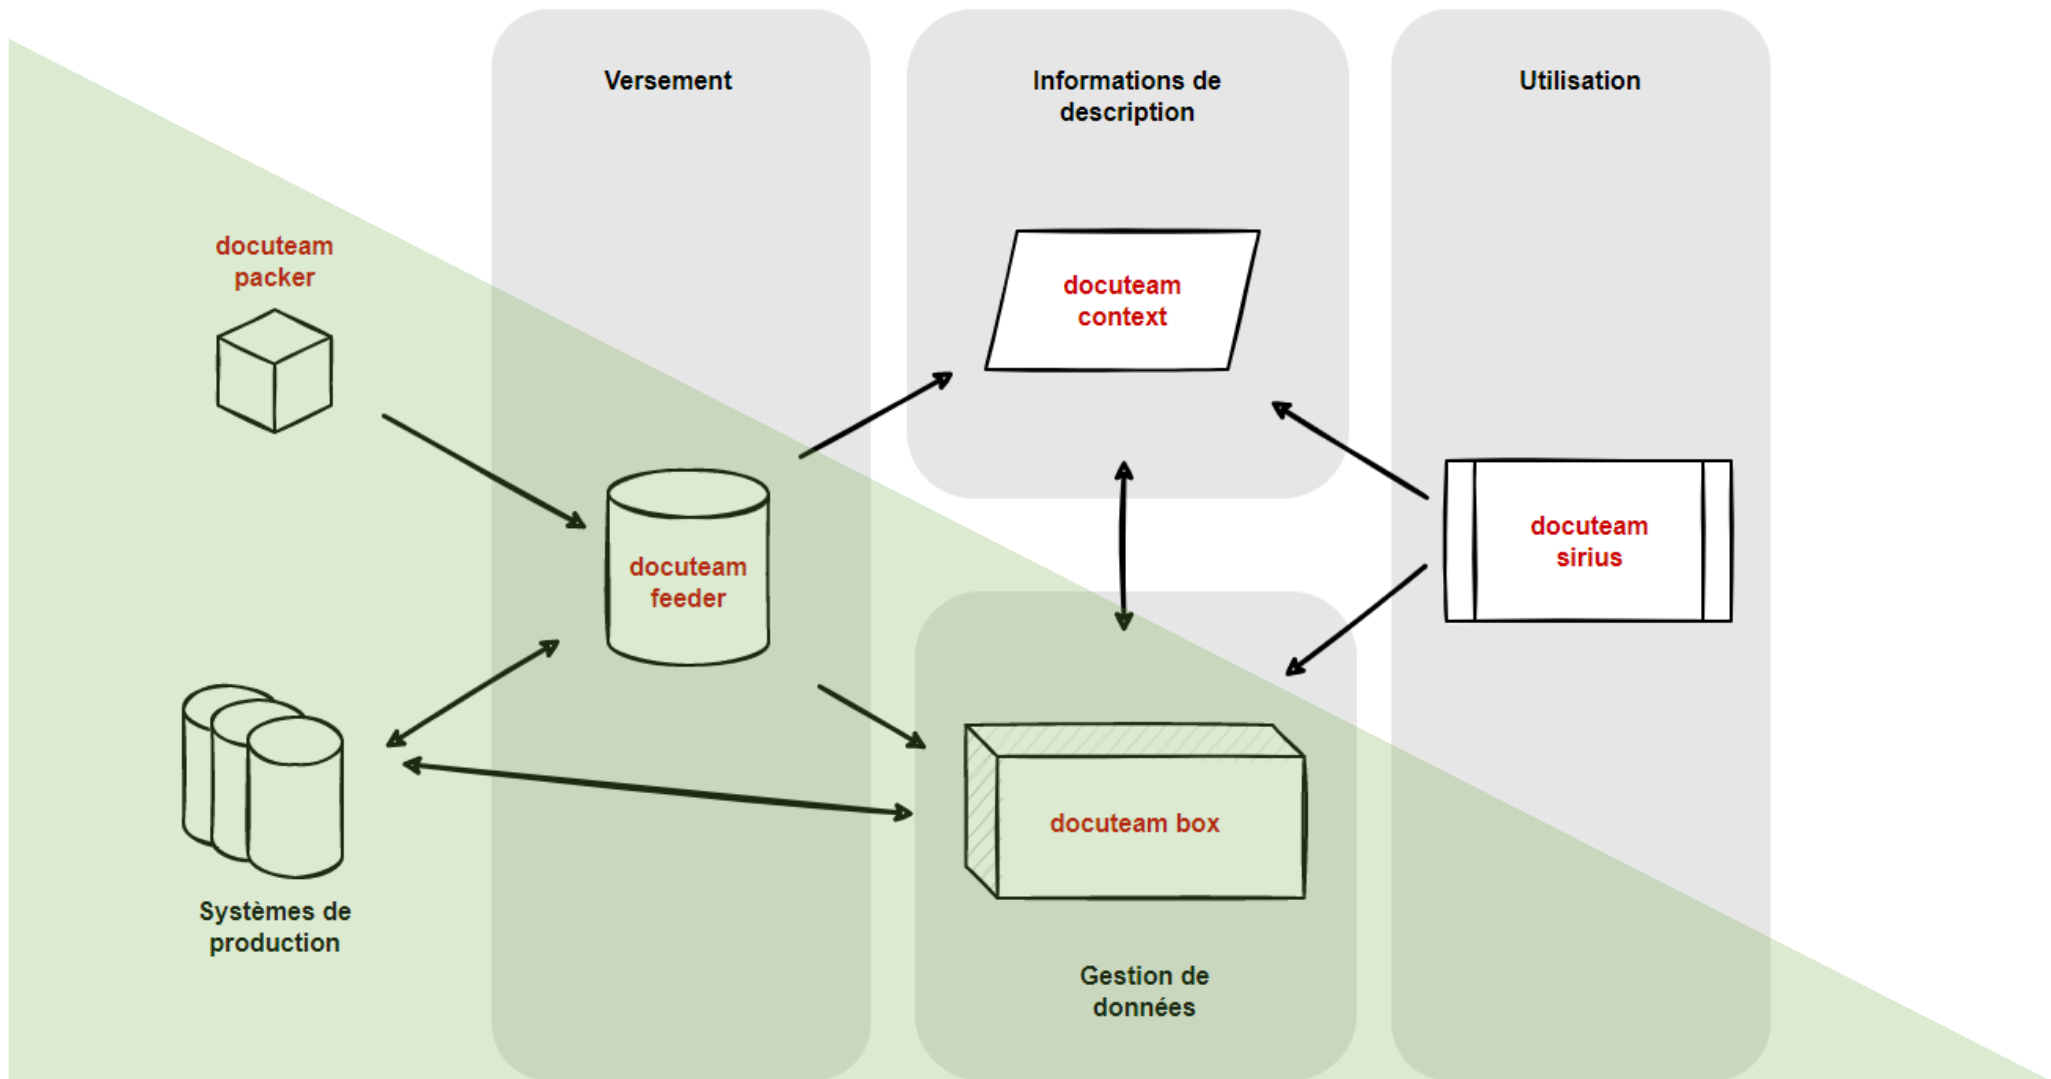 Versement
Informations de
description
Utilisation
docuteam
packer
docuteam
context
docuteam
feeder
docuteam
sirius
docuteam box
Systèmes de
production
Gestion de
données